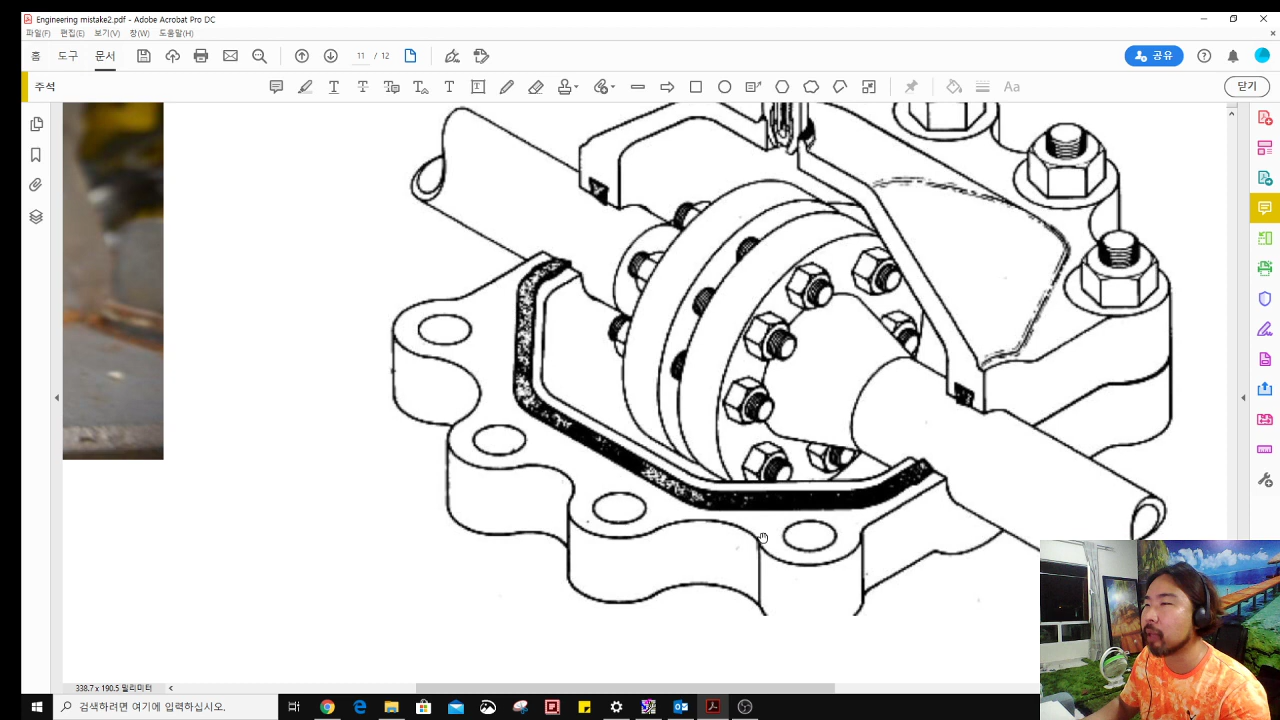 Engineering mistake2.pdf - Adobe Acrobat Pro DC
파일(F) 편집(E) 보기(V) 창(W) 도움말(H)
홈 도구 문서 11 / 12 공유
주석 Aa 닫기
338.7 x 190.5 밀리미터
검색하려면 여기에 입력하십시오.